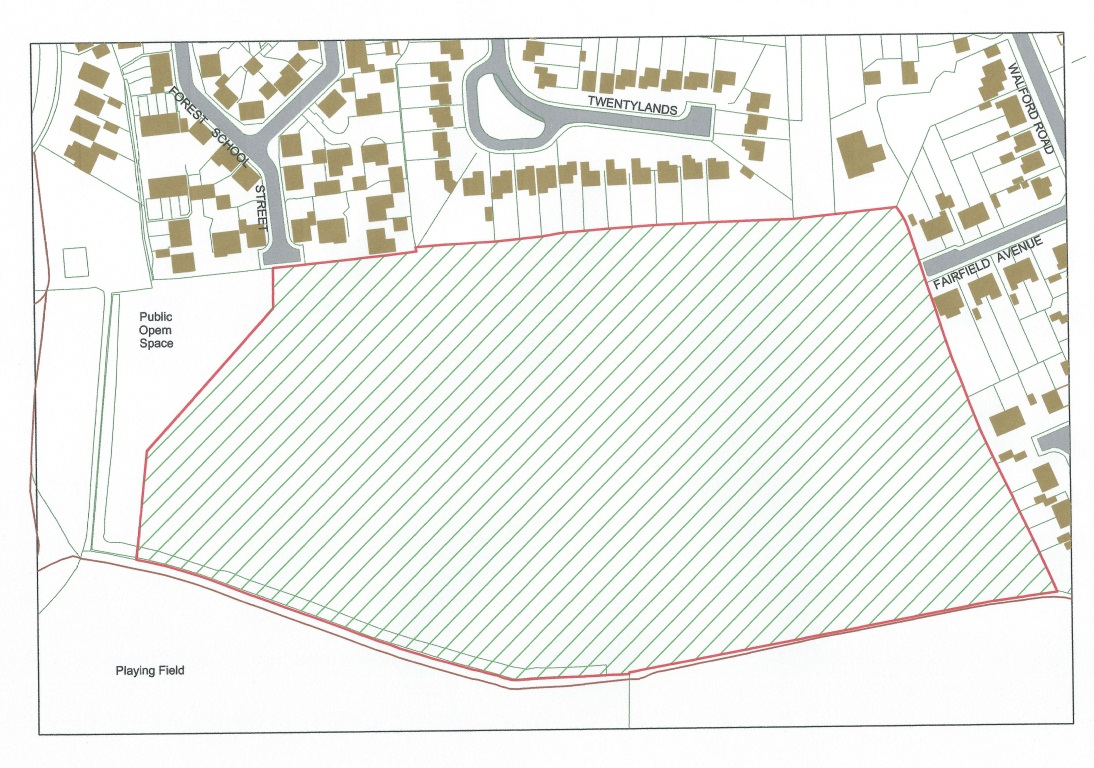 FOREST SCHOOL
STREET
TWENTYLANDS
WALFORD ROAD
FAIRFIELD AVENUE
Public
Opem
Space
Playing Field